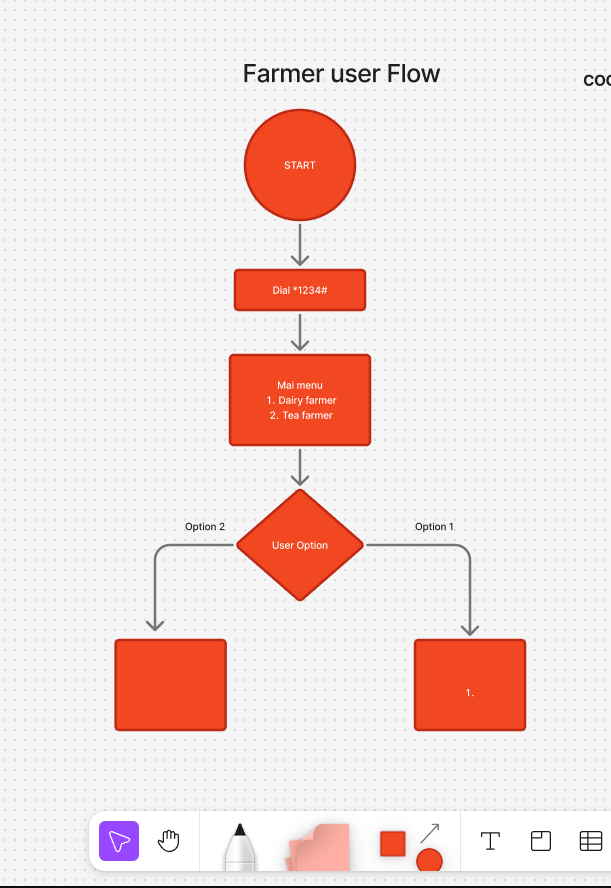 Farmer user Flow
START
Dial *1234#
Mai menu
1. Dairy farmer
2. Tea farmer
User Option
Option 2
Option 1
1.